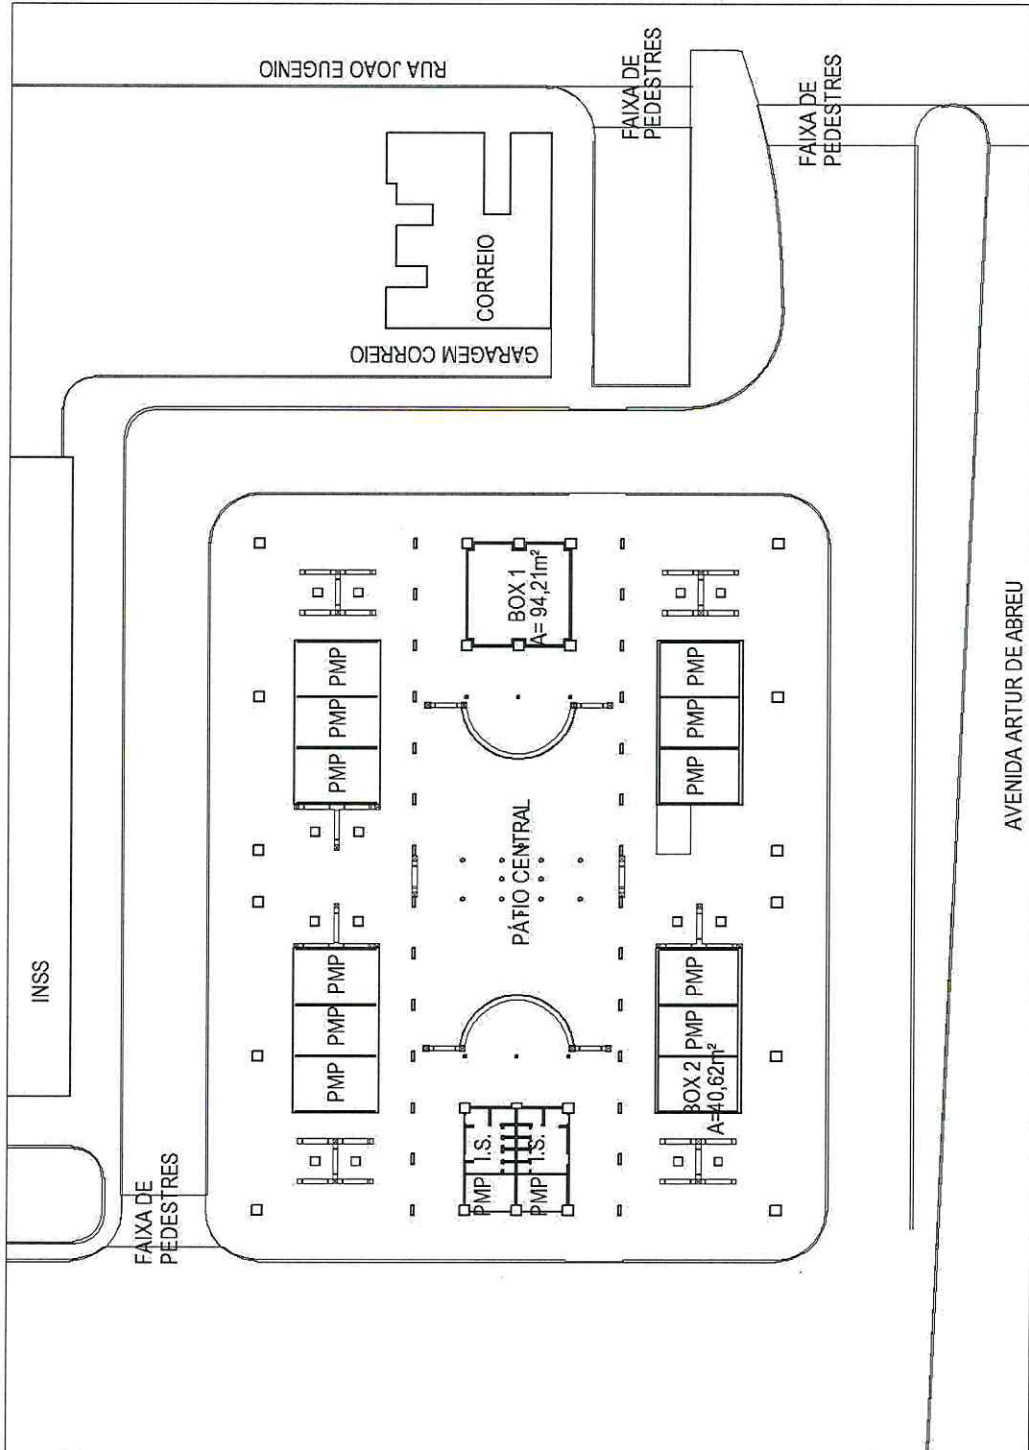 RUA JOAO EUGENIO
FAIXA DE
PEDESTRES
FAIXA DE
PEDESTRES
CORREIO
GARAGEM CORREIO
INSS
PMP
PMP
PMP
BOX 1
A= 94,21m²
PMP
PMP
PMP
PÁTIO CENTRAL
AVENIDA ARTUR DE ABREU
PMP
PMP
PMP
PMP
PMP
BOX 2
A=40,62m²
I.S.
I.S.
PMP
PMP
FAIXA DE
PEDESTRES